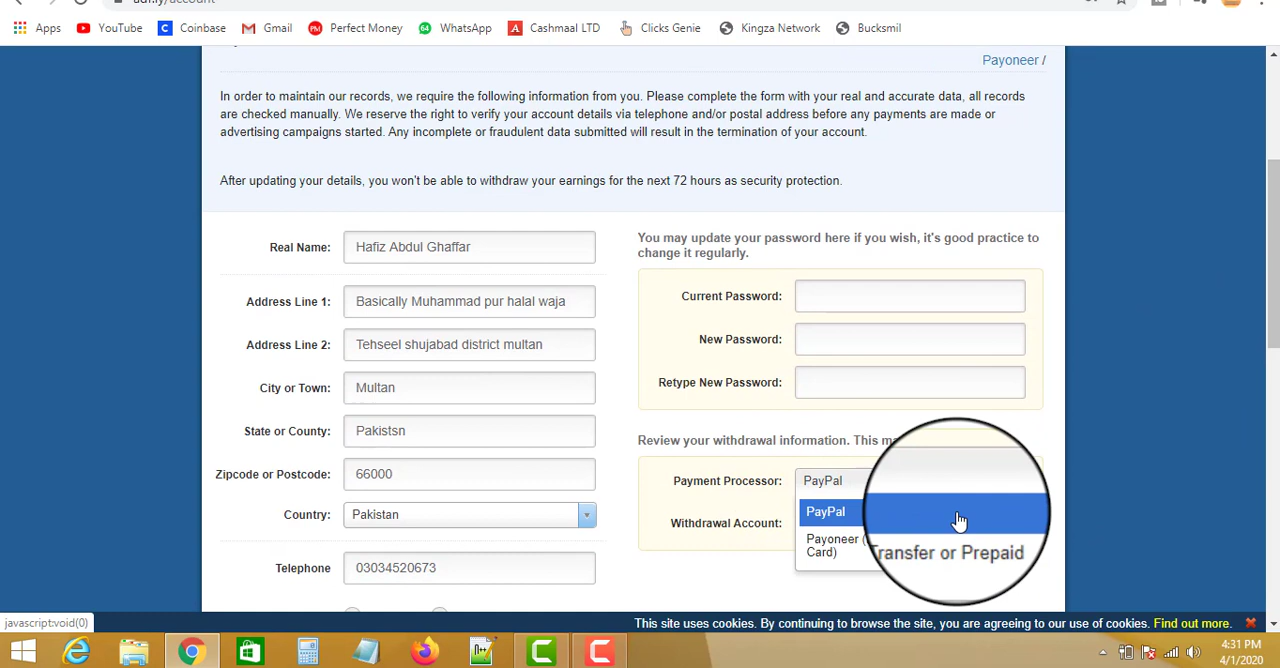 adf.ly/account
Apps YouTube Coinbase Gmail Perfect Money 64 WhatsApp Cashmaal LTD Clicks Genie Kingza Network Bucksmil
Payoneer /
In order to maintain our records, we require the following information from you. Please complete the form with your real and accurate data, all records
are checked manually. We reserve the right to verify your account details via telephone and/or postal address before any payments are made or
advertising campaigns started. Any incomplete or fraudulent data submitted will result in the termination of your account.
After updating your details, you won't be able to withdraw your earnings for the next 72 hours as security protection.
Real Name: Hafiz Abdul Ghaffar
Address Line 1: Basically Muhammad pur halal waja
Address Line 2: Tehseel shujabad district multan
City or Town: Multan
State or County: Pakistsn
Zipcode or Postcode: 66000
Country: Pakistan
Telephone 03034520673
You may update your password here if you wish, it's good practice to
change it regularly.
Current Password:
New Password:
Retype New Password:
Review your withdrawal information. This
Payment Processor: PayPal
PayPal
Withdrawal Account:
Payoneer ( Transfer or Prepaid
Card)
javascript:void(0)
This site uses cookies. By continuing to browse the site, you are agreeing to our use of cookies. Find out more.
4:31 PM
4/1/2020